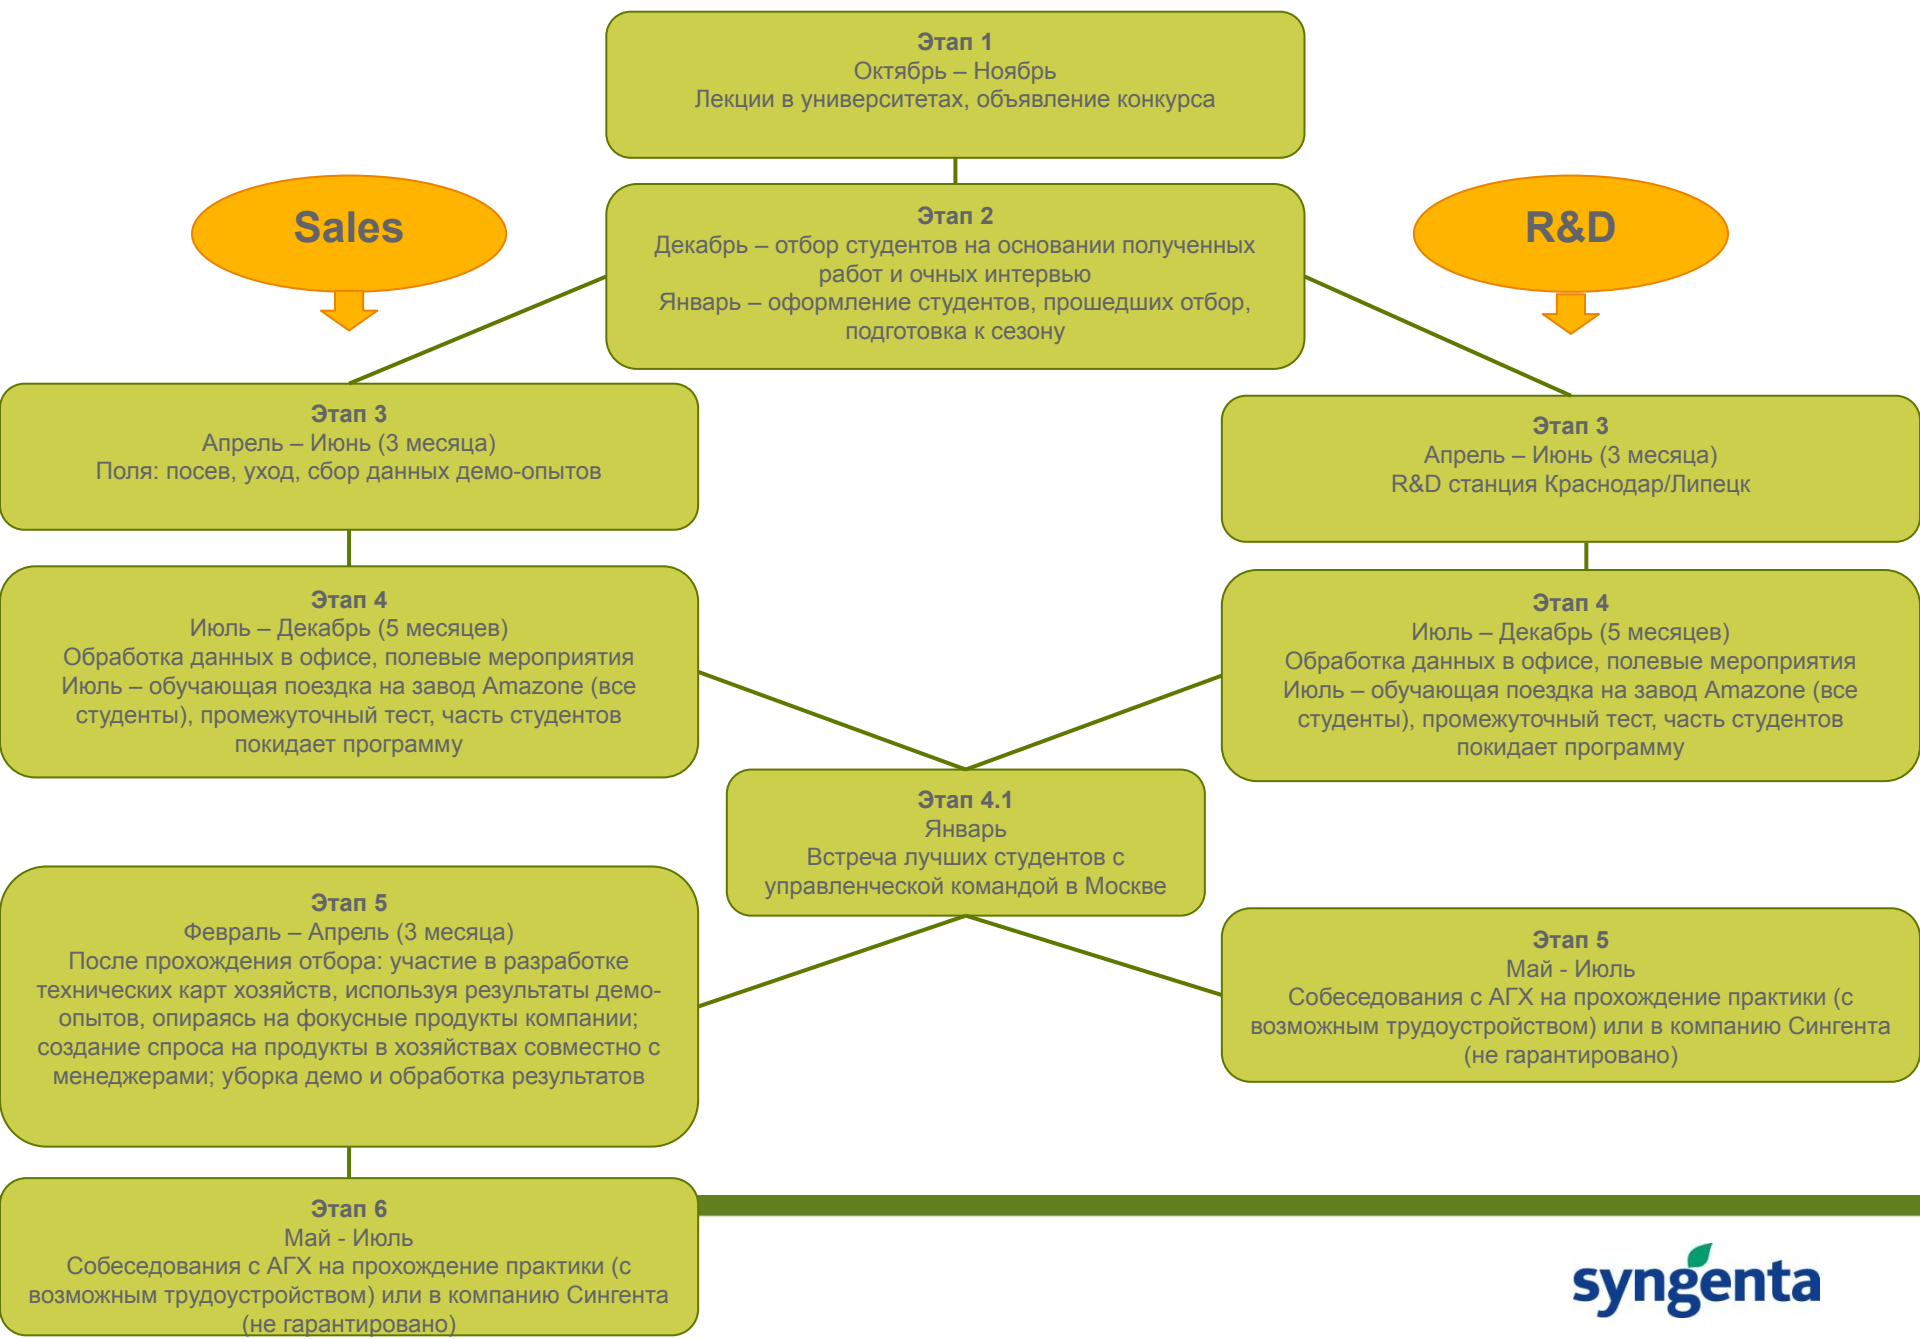 Этап 1
Октябрь – Ноябрь
Лекции в университетах, объявление конкурса
Sales
R&D
Этап 2
Декабрь – отбор студентов на основании полученных
работ и очных интервью
Январь – оформление студентов, прошедших отбор,
подготовка к сезону
Этап 3
Апрель – Июнь (3 месяца)
Поля: посев, уход, сбор данных демо-опытов
Этап 3
Апрель – Июнь (3 месяца)
R&D станция Краснодар/Липецк
Этап 4
Июль – Декабрь (5 месяцев)
Обработка данных в офисе, полевые мероприятия
Июль – обучающая поездка на завод Amazone (все
студенты), промежуточный тест, часть студентов
покидает программу
Этап 4
Июль – Декабрь (5 месяцев)
Обработка данных в офисе, полевые мероприятия
Июль – обучающая поездка на завод Amazone (все
студенты), промежуточный тест, часть студентов
покидает программу
Этап 4.1
Январь
Встреча лучших студентов с
управленческой командой в Москве
Этап 5
Февраль – Апрель (3 месяца)
После прохождения отбора: участие в разработке
технических карт хозяйств, используя результаты демо-
опытов, опираясь на фокусные продукты компании;
создание спроса на продукты в хозяйствах совместно с
менеджерами; уборка демо и обработка результатов
Этап 5
Май - Июль
Собеседования с АГХ на прохождение практики (с
возможным трудоустройством) или в компанию Сингента
(не гарантировано)
Этап 6
Май - Июль
Собеседования с АГХ на прохождение практики (с
возможным трудоустройством) или в компанию Сингента
(не гарантировано)
syngenta